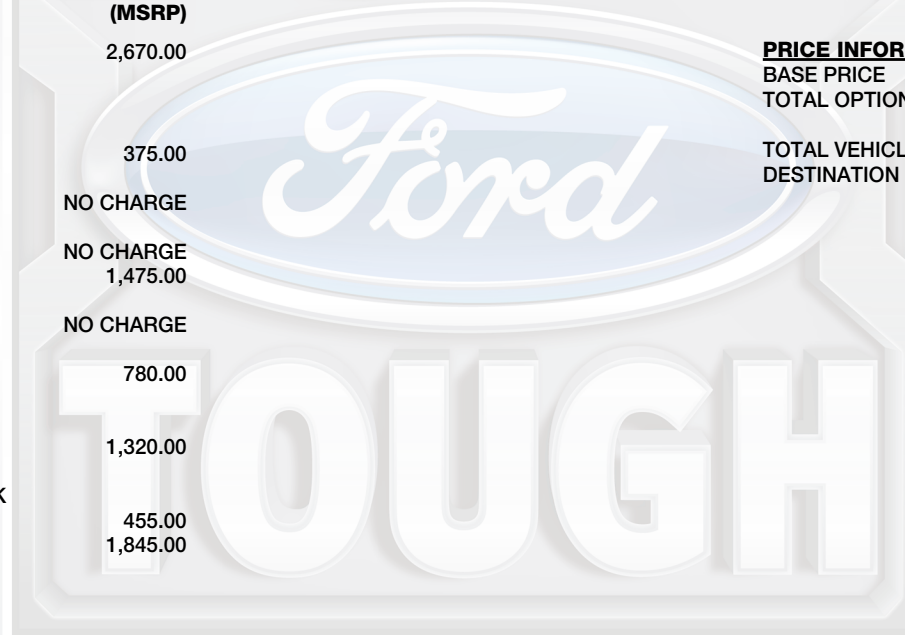 (MSRP)
2,670.00
375.00
NO CHARGE
NO CHARGE
1,475.00
NO CHARGE
780.00
1,320.00
K
455.00
1,845.00
PRICE INFOR
BASE PRICE
TOTAL OPTION
TOTAL VEHICL
DESTINATION
Ford
TOUGH